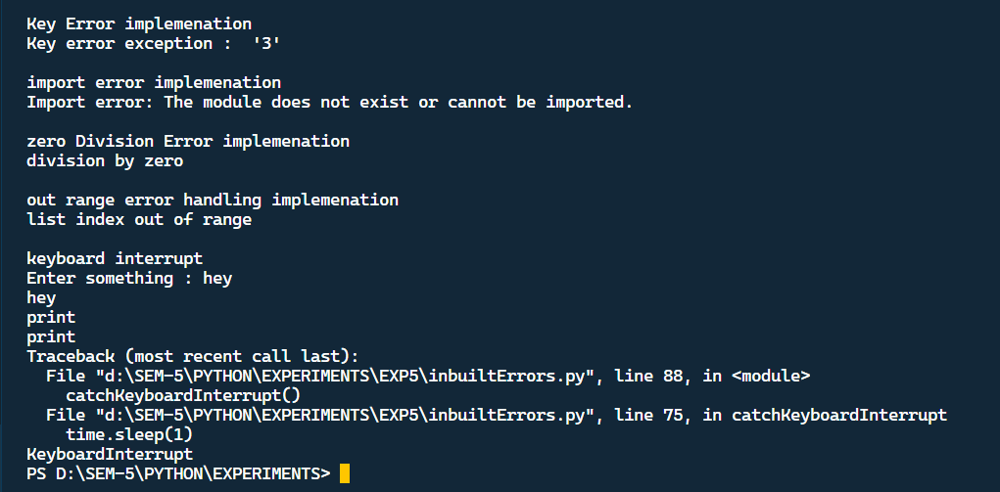 Key Error implemenation
Key error exception :  '3'
import error implemenation
Import error: The module does not exist or cannot be imported.
zero Division Error implemenation
division by zero
out range error handling implemenation
list index out of range
keyboard interrupt
Enter something : hey
hey
print
print
Traceback (most recent call last):
  File "d:\SEM-5\PYTHON\EXPERIMENTS\EXP5\inbuiltErrors.py", line 88, in <module>
    catchKeyboardInterrupt()
  File "d:\SEM-5\PYTHON\EXPERIMENTS\EXP5\inbuiltErrors.py", line 75, in catchKeyboardInterrupt
    time.sleep(1)
KeyboardInterrupt
PS D:\SEM-5\PYTHON\EXPERIMENTS>